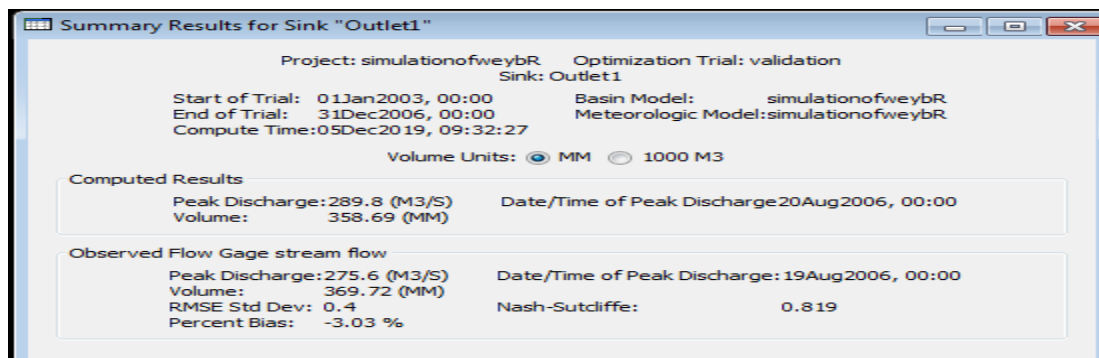 Summary Results for Sink "Outlet1"
Project: simulationofweybR Optimization Trial: validation
Sink: Outlet1
Start of Trial: 01Jan2003, 00:00 Basin Model: simulationofweybR
End of Trial: 31Dec2006, 00:00 Meteorologic Model:simulationofweybR
Compute Time:05Dec2019, 09:32:27
Volume Units: MM 1000 M3
Computed Results
Peak Discharge:289.8 (M3/S) Date/Time of Peak Discharge20Aug2006, 00:00
Volume: 358.69 (MM)
Observed Flow Gage stream flow
Peak Discharge:275.6 (M3/S) Date/Time of Peak Discharge:19Aug2006, 00:00
Volume: 369.72 (MM)
RMSE Std Dev: 0.4 Nash-Sutcliffe: 0.819
Percent Bias: -3.03 %